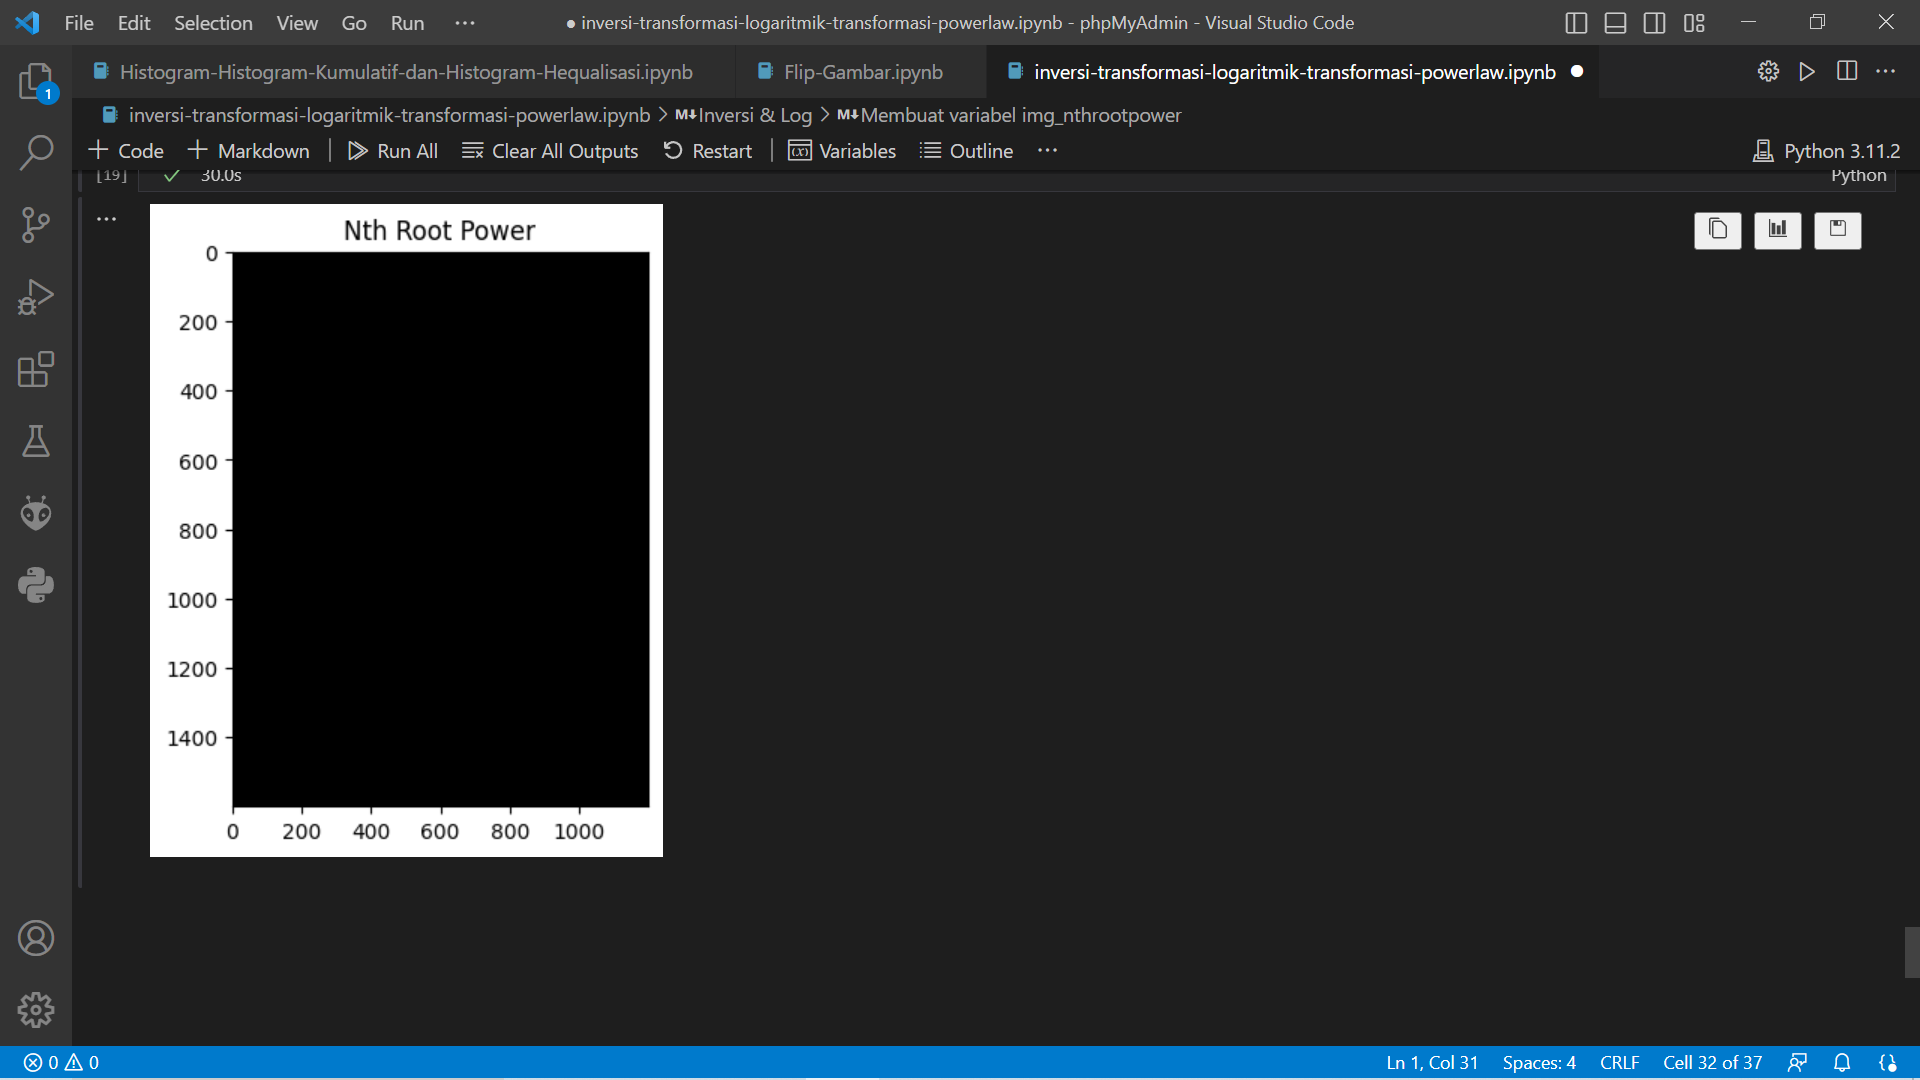 File Edit Selection View Go Run ··· ● inversi-transformasi-logaritmik-transformasi-powerlaw.ipynb - phpMyAdmin - Visual Studio Code
Histogram-Histogram-Kumulatif-dan-Histogram-Hequalisasi.ipynb Flip-Gambar.ipynb inversi-transformasi-logaritmik-transformasi-powerlaw.ipynb ●
1
inversi-transformasi-logaritmik-transformasi-powerlaw.ipynb > M↓Inversi & Log > M↓Membuat variabel img_nthrootpower
+ Code + Markdown | Run All Clear All Outputs Restart | (x) Variables Outline ··· Python 3.11.2
[19] ✓ 30.0s Python
···
Nth Root Power
0
200
400
600
800
1000
1200
1400
0 200 400 600 800 1000
0 0 Ln 1, Col 31 Spaces: 4 CRLF Cell 32 of 37